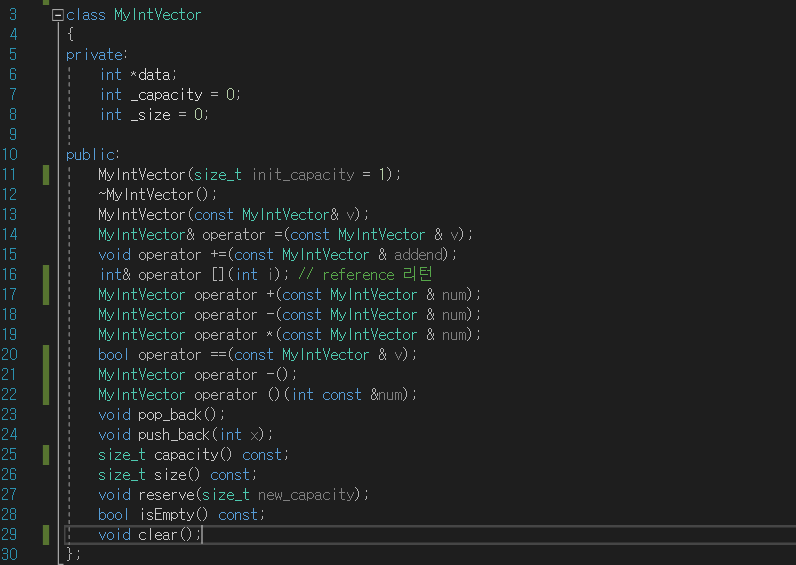 3 class MyIntVector
4 {
5 private:
6 int *data;
7 int _capacity = 0;
8 int _size = 0;
9
10 public:
11 MyIntVector(size_t init_capacity = 1);
12 ~MyIntVector();
13 MyIntVector(const MyIntVector& v);
14 MyIntVector& operator =(const MyIntVector & v);
15 void operator +=(const MyIntVector & addend);
16 int& operator [](int i); // reference 리턴
17 MyIntVector operator +(const MyIntVector & num);
18 MyIntVector operator -(const MyIntVector & num);
19 MyIntVector operator *(const MyIntVector & num);
20 bool operator ==(const MyIntVector & v);
21 MyIntVector operator -();
22 MyIntVector operator ()(int const &num);
23 void pop_back();
24 void push_back(int x);
25 size_t capacity() const;
26 size_t size() const;
27 void reserve(size_t new_capacity);
28 bool isEmpty() const;
29 void clear();
30 };